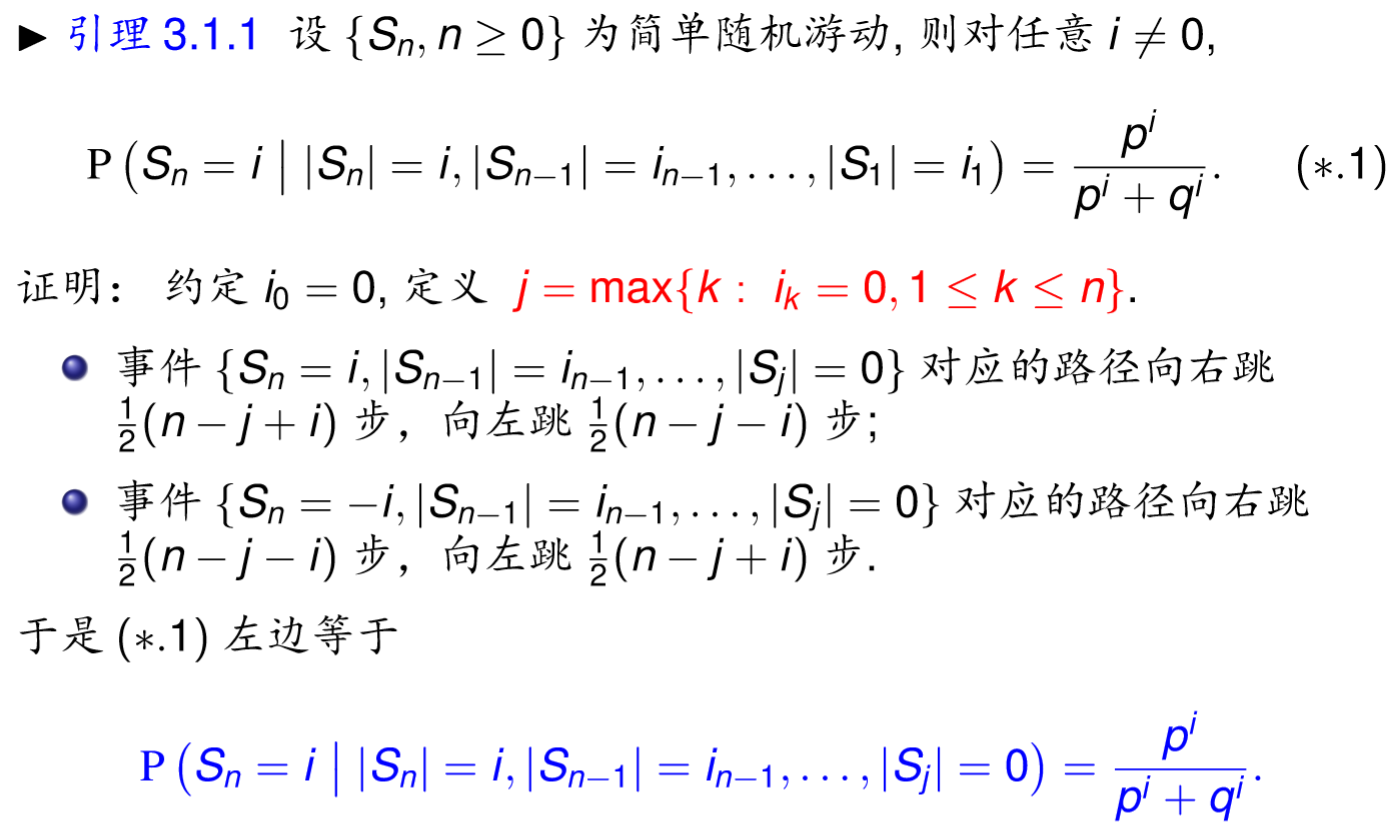 ▶ 引理 3.1.1 设 {Sₙ, n ≥ 0} 为简单随机游动, 则对任意 i ≠ 0,
P(Sₙ = i | |Sₙ| = i, |Sₙ₋₁| = iₙ₋₁, . . . , |S₁| = i₁) = pⁱ / (pⁱ + qⁱ). (∗.1)
证明： 约定 i₀ = 0, 定义 j = max{k : iₖ = 0, 1 ≤ k ≤ n}.
事件 {Sₙ = i, |Sₙ₋₁| = iₙ₋₁, . . . , |Sⱼ| = 0} 对应的路径向右跳
½(n − j + i) 步，向左跳 ½(n − j − i) 步;
事件 {Sₙ = −i, |Sₙ₋₁| = iₙ₋₁, . . . , |Sⱼ| = 0} 对应的路径向右跳
½(n − j − i) 步，向左跳 ½(n − j + i) 步.
于是 (∗.1) 左边等于
P(Sₙ = i | |Sₙ| = i, |Sₙ₋₁| = iₙ₋₁, . . . , |Sⱼ| = 0) = pⁱ / (pⁱ + qⁱ).